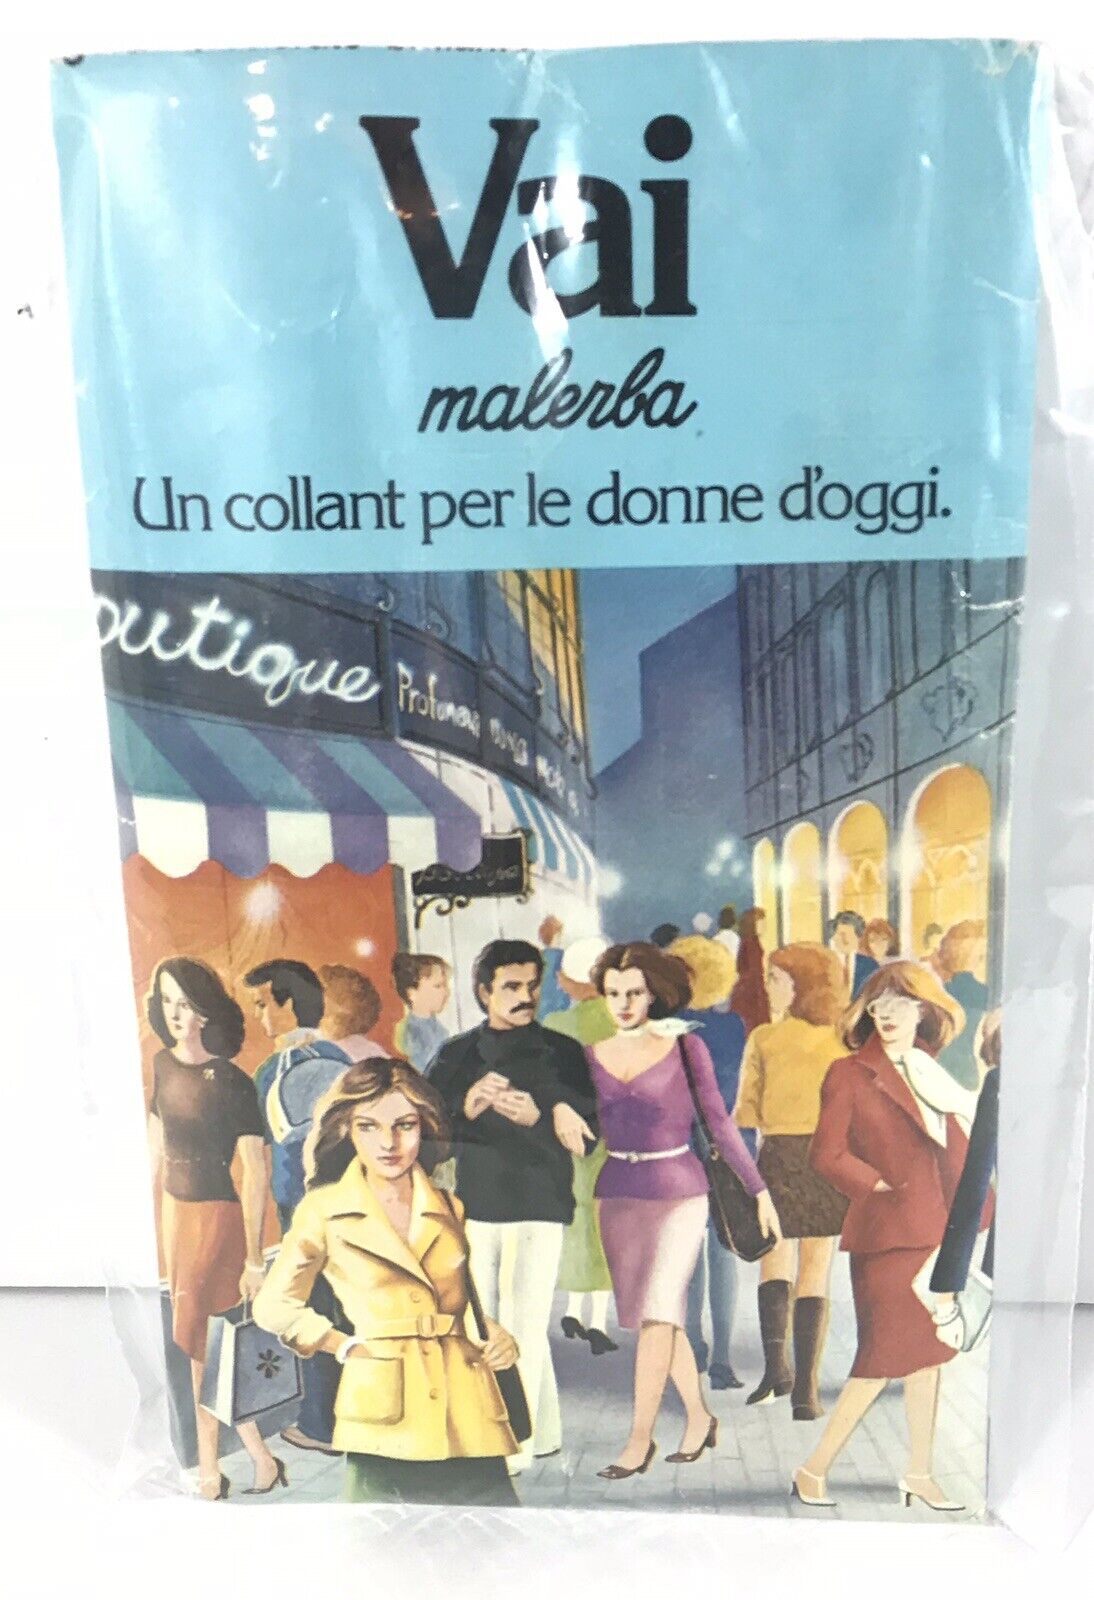 Vai
malerba
Un collant per le donne d'oggi.
outique